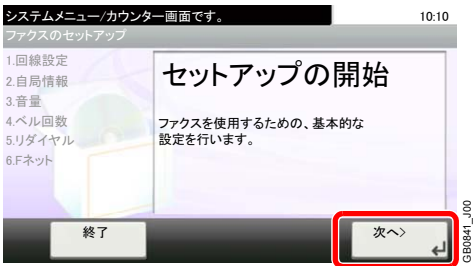 システムメニュー/カウンター画面です。
10:10
ファクスのセットアップ
1.回線設定
2.自局情報
3.音量
4.ベル回数
5.リダイヤル
6.Fネット
セットアップの開始
ファクスを使用するための、基本的な
設定を行います。
終了
次へ>
GB0841_J00